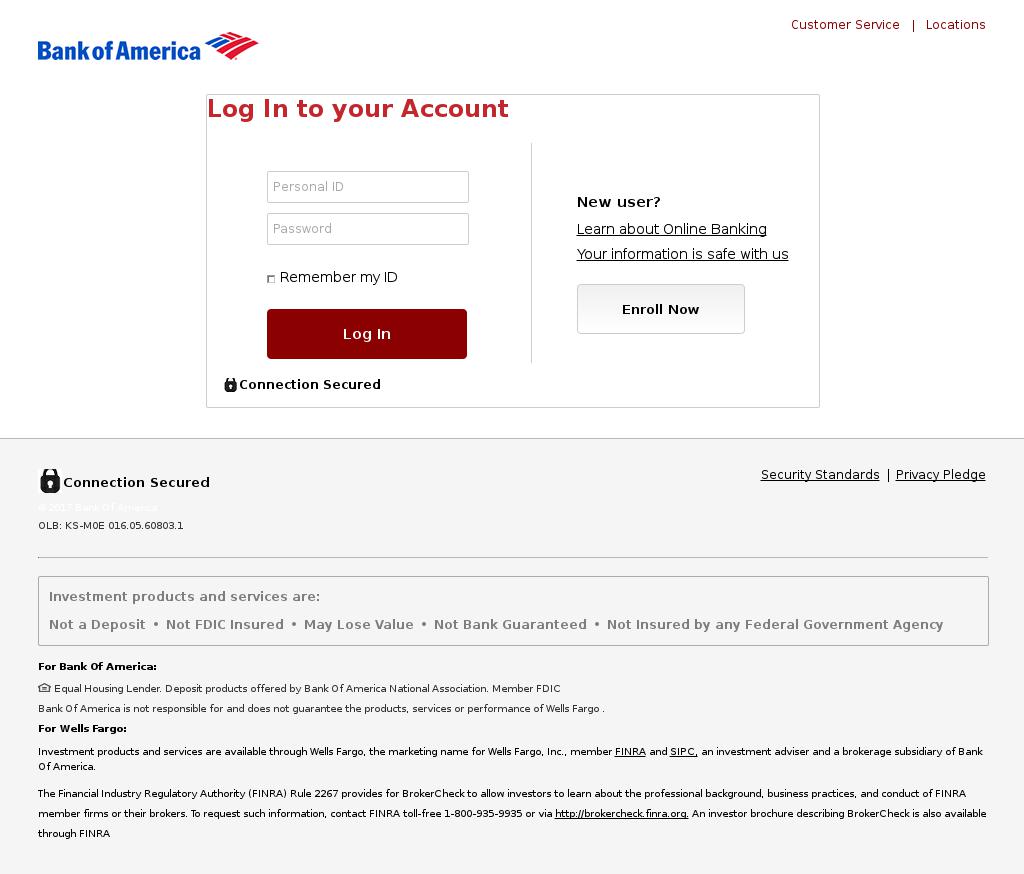 Customer Service | Locations
Bank of America
Log In to your Account
Personal ID
Password
Remember my ID
Log In
Connection Secured
New user?
Learn about Online Banking
Your information is safe with us
Enroll Now
Connection Secured
Security Standards | Privacy Pledge
© 2017 Bank Of America
OLB: KS-M0E 016.05.60803.1
Investment products and services are:
Not a Deposit • Not FDIC Insured • May Lose Value • Not Bank Guaranteed • Not Insured by any Federal Government Agency
For Bank Of America:
Equal Housing Lender. Deposit products offered by Bank Of America National Association. Member FDIC
Bank Of America is not responsible for and does not guarantee the products, services or performance of Wells Fargo .
For Wells Fargo:
Investment products and services are available through Wells Fargo, the marketing name for Wells Fargo, Inc., member FINRA and SIPC, an investment adviser and a brokerage subsidiary of Bank
Of America.
The Financial Industry Regulatory Authority (FINRA) Rule 2267 provides for BrokerCheck to allow investors to learn about the professional background, business practices, and conduct of FINRA
member firms or their brokers. To request such information, contact FINRA toll-free 1-800-935-9935 or via http://brokercheck.finra.org. An investor brochure describing BrokerCheck is also available
through FINRA